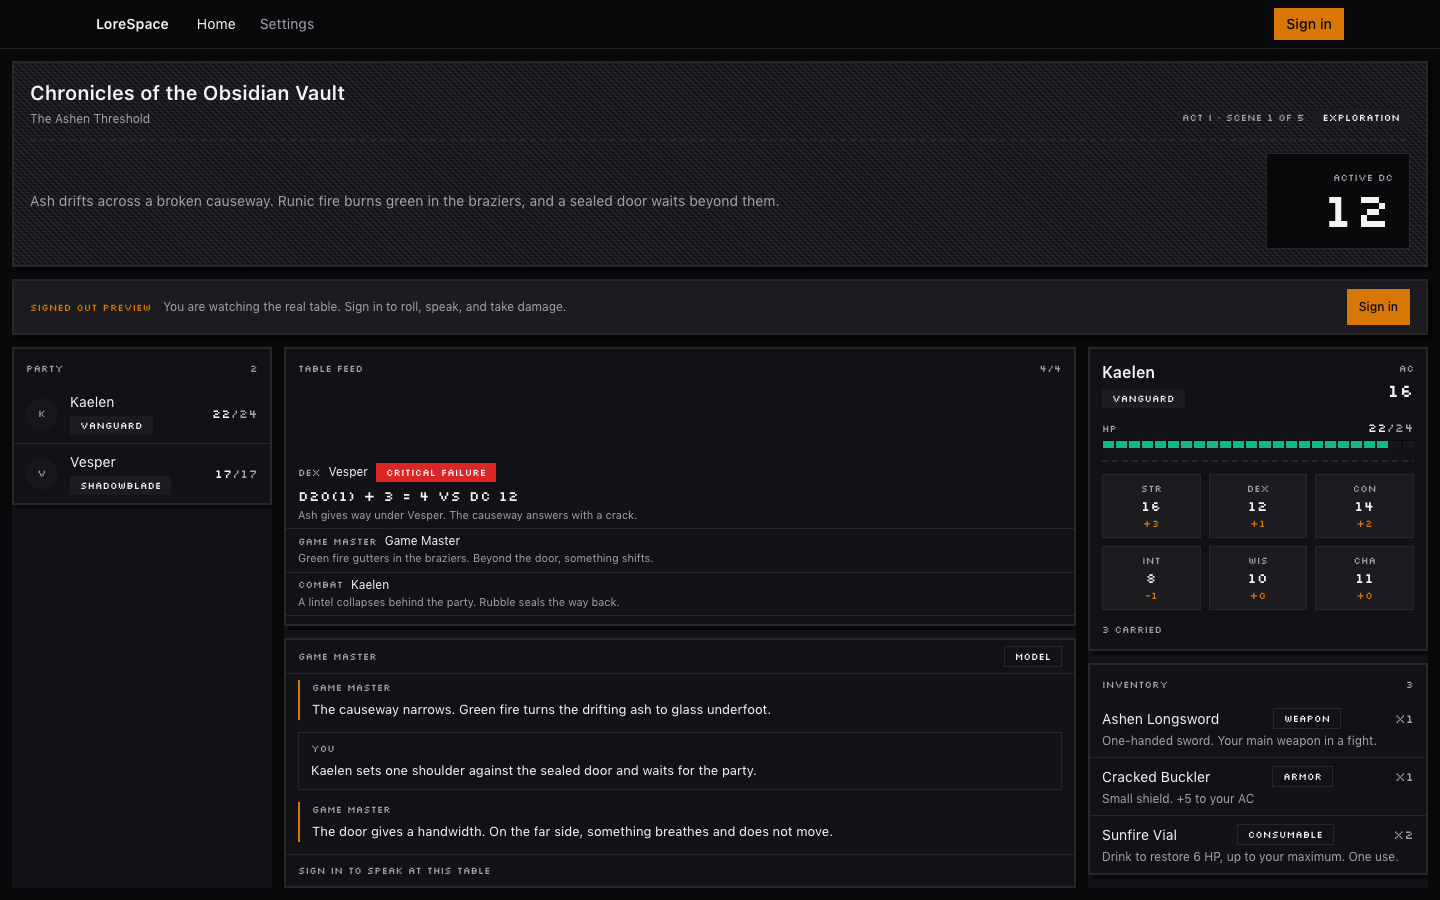 LoreSpace Home Settings Sign in
Chronicles of the Obsidian Vault
The Ashen Threshold
ACT I · SCENE 1 OF 5 EXPLORATION
Ash drifts across a broken causeway. Runic fire burns green in the braziers, and a sealed door waits beyond them.
ACTIVE DC
12
SIGNED OUT PREVIEW You are watching the real table. Sign in to roll, speak, and take damage. Sign in
PARTY 2
K Kaelen 22/24
VANGUARD
V Vesper 17/17
SHADOWBLADE
TABLE FEED 4/4
DEX Vesper CRITICAL FAILURE
D20(1) + 3 = 4 VS DC 12
Ash gives way under Vesper. The causeway answers with a crack.
GAME MASTER Game Master
Green fire gutters in the braziers. Beyond the door, something shifts.
COMBAT Kaelen
A lintel collapses behind the party. Rubble seals the way back.
GAME MASTER MODEL
GAME MASTER
The causeway narrows. Green fire turns the drifting ash to glass underfoot.
YOU
Kaelen sets one shoulder against the sealed door and waits for the party.
GAME MASTER
The door gives a handwidth. On the far side, something breathes and does not move.
SIGN IN TO SPEAK AT THIS TABLE
Kaelen AC
VANGUARD 16
HP 22/24
STR DEX CON
16 12 14
+3 +1 +2
INT WIS CHA
8 10 11
-1 +0 +0
3 CARRIED
INVENTORY 3
Ashen Longsword WEAPON X1
One-handed sword. Your main weapon in a fight.
Cracked Buckler ARMOR X1
Small shield. +5 to your AC
Sunfire Vial CONSUMABLE X2
Drink to restore 6 HP, up to your maximum. One use.